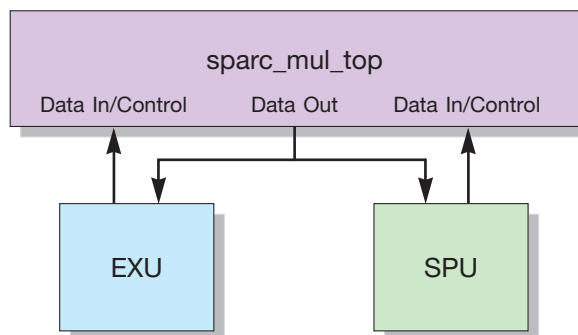 sparc_mul_top
Data In/Control Data Out Data In/Control
EXU SPU